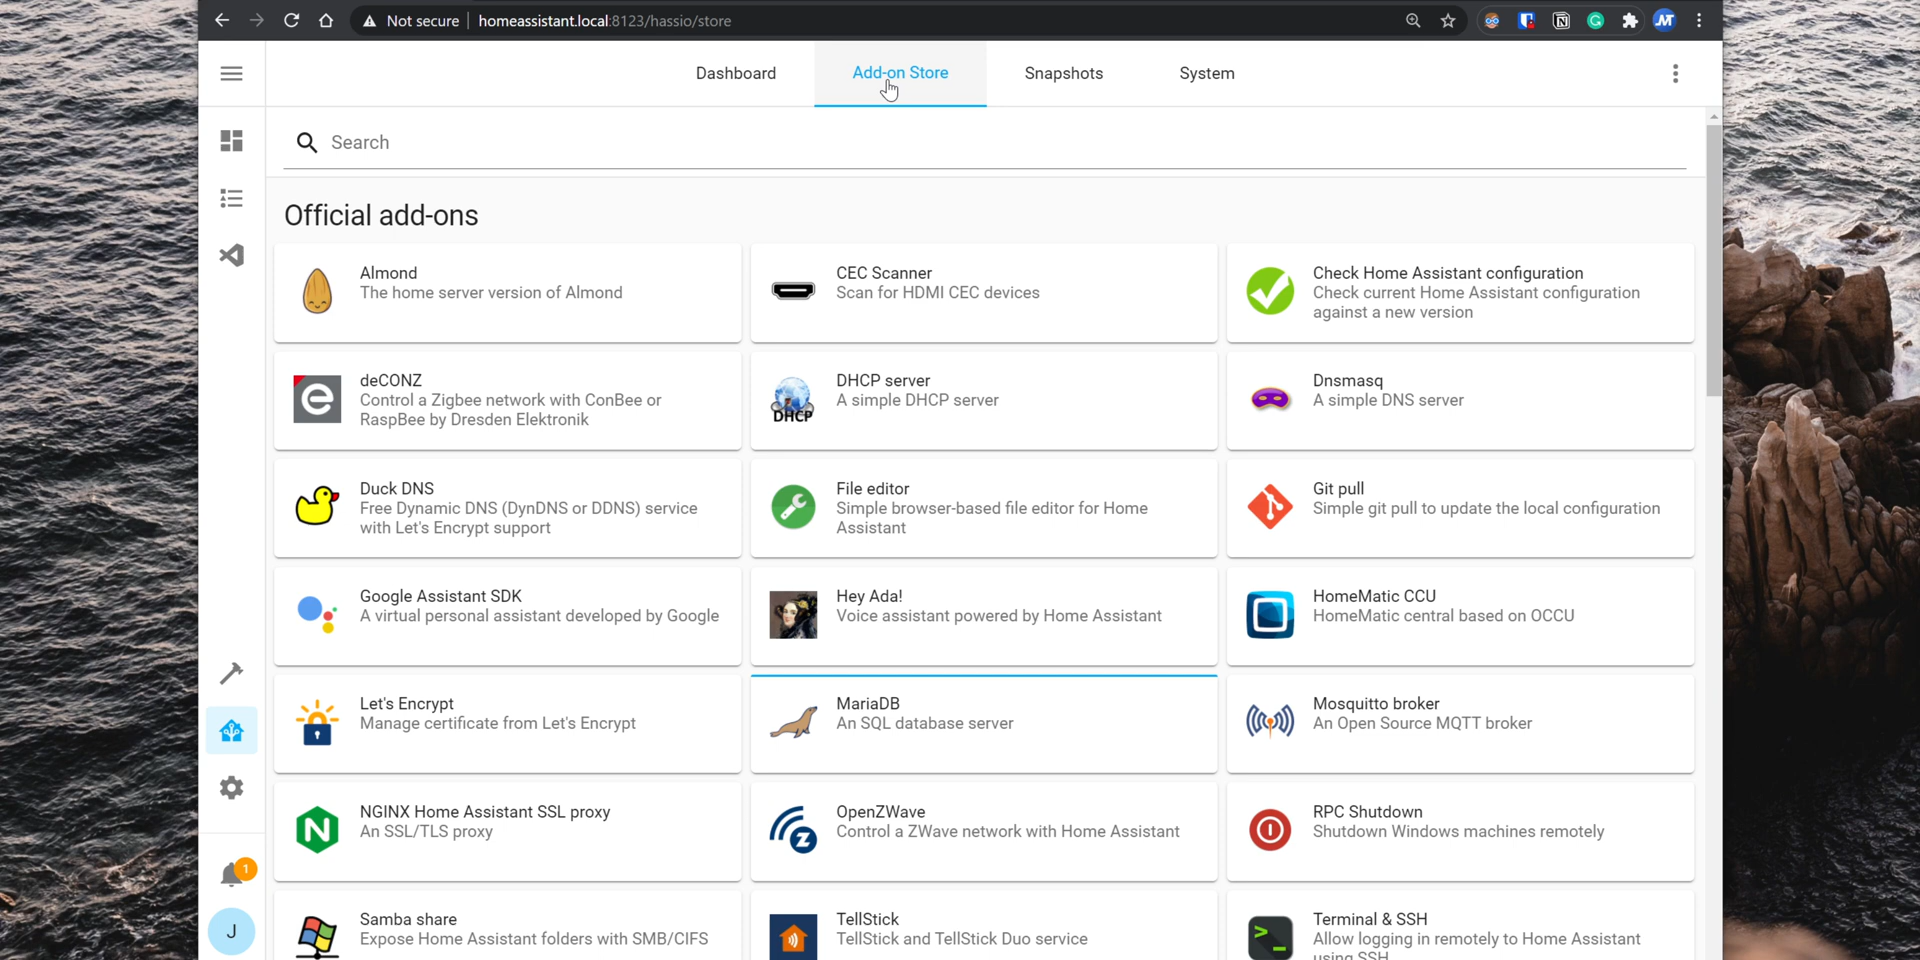 Not secure homeassistant.local:8123/hassio/store
Dashboard Add-on Store Snapshots System
Search
Official add-ons
Almond
The home server version of Almond
CEC Scanner
Scan for HDMI CEC devices
Check Home Assistant configuration
Check current Home Assistant configuration
against a new version
deCONZ
Control a Zigbee network with ConBee or
RaspBee by Dresden Elektronik
DHCP
DHCP server
A simple DHCP server
Dnsmasq
A simple DNS server
Duck DNS
Free Dynamic DNS (DynDNS or DDNS) service
with Let's Encrypt support
File editor
Simple browser-based file editor for Home
Assistant
Git pull
Simple git pull to update the local configuration
Google Assistant SDK
A virtual personal assistant developed by Google
Hey Ada!
Voice assistant powered by Home Assistant
HomeMatic CCU
HomeMatic central based on OCCU
Let's Encrypt
Manage certificate from Let's Encrypt
MariaDB
An SQL database server
Mosquitto broker
An Open Source MQTT broker
N
NGINX Home Assistant SSL proxy
An SSL/TLS proxy
Z
OpenZWave
Control a ZWave network with Home Assistant
RPC Shutdown
Shutdown Windows machines remotely
1
J
Samba share
Expose Home Assistant folders with SMB/CIFS
TellStick
TellStick and TellStick Duo service
>_
Terminal & SSH
Allow logging in remotely to Home Assistant
using SSH